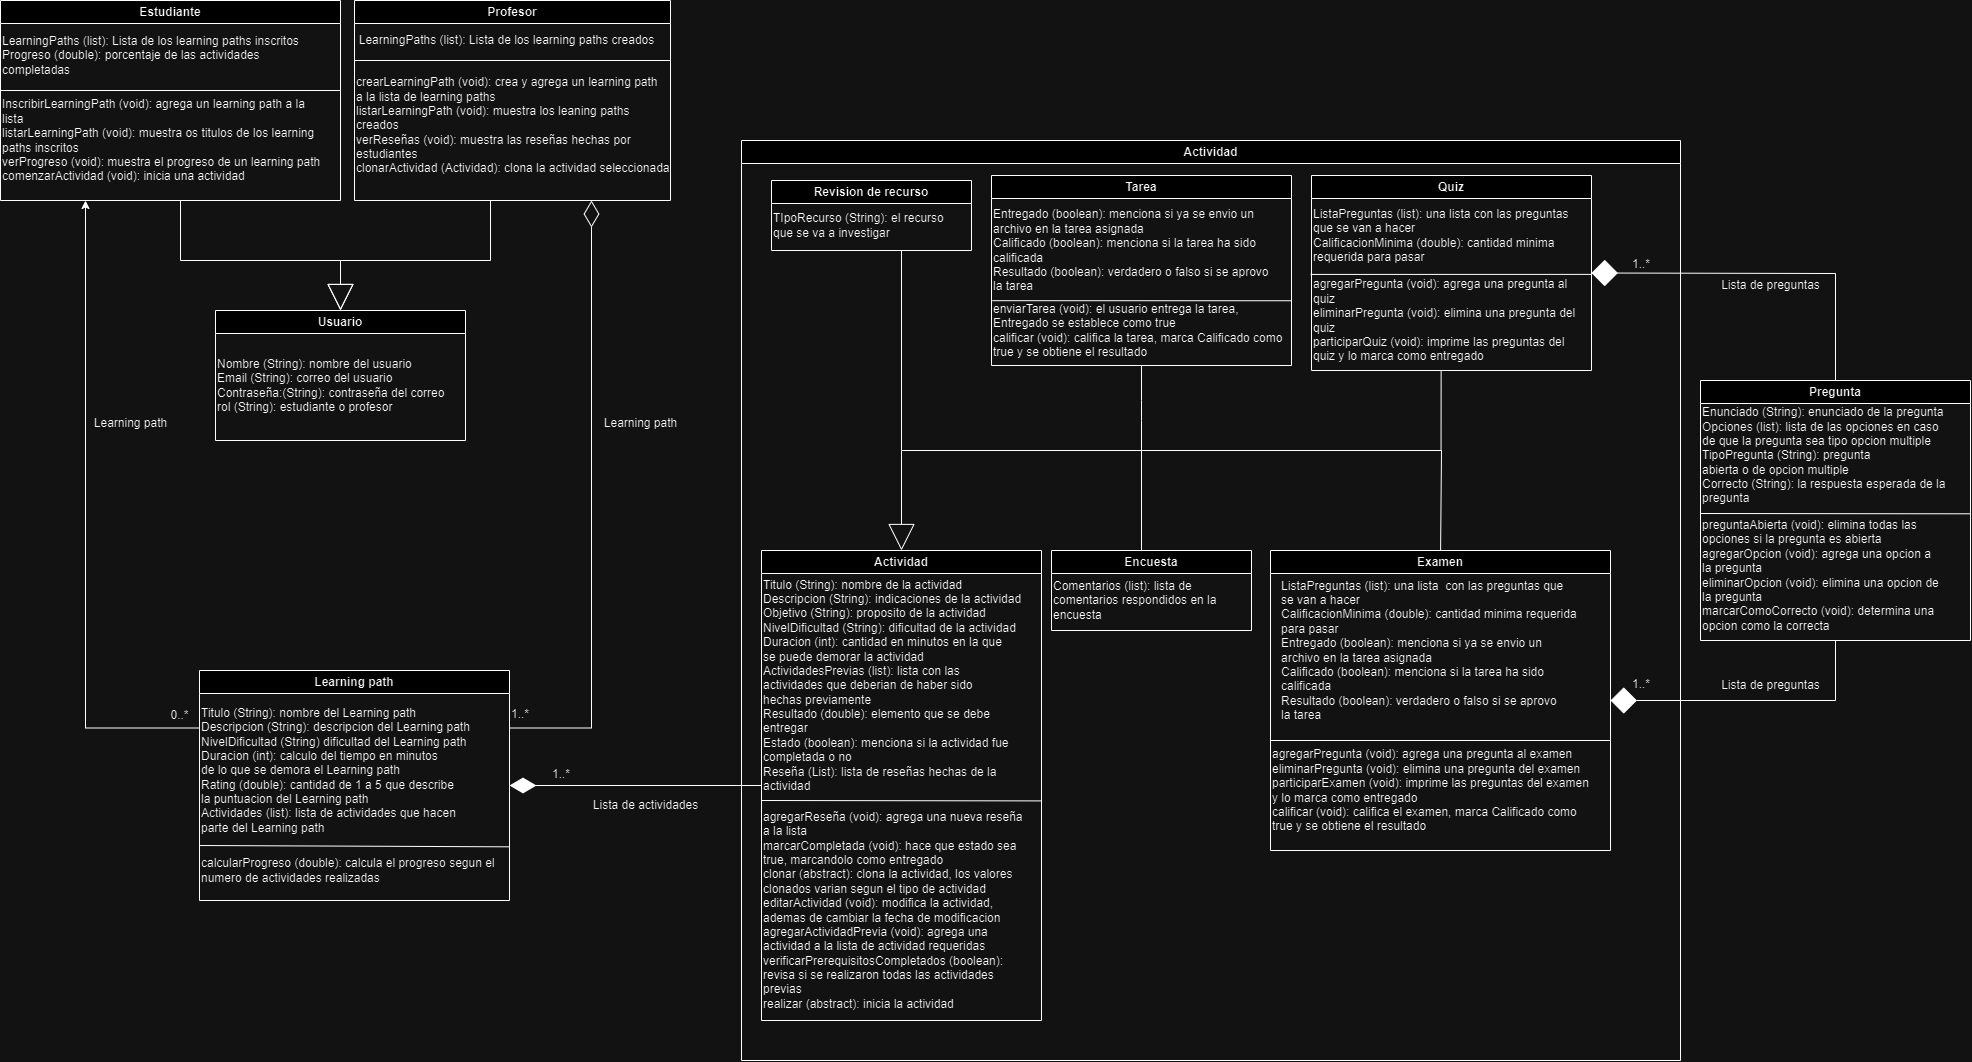 Estudiante
LearningPaths (list): Lista de los learning paths inscritos
Progreso (double): porcentaje de las actividades
completadas
InscribirLearningPath (void): agrega un learning path a la
lista
listarLearningPath (void): muestra os titulos de los learning
paths inscritos
verProgreso (void): muestra el progreso de un learning path
comenzarActividad (void): inicia una actividad
Profesor
LearningPaths (list): Lista de los learning paths creados
crearLearningPath (void): crea y agrega un learning path
a la lista de learning paths
listarLearningPath (void): muestra los leaning paths
creados
verReseñas (void): muestra las reseñas hechas por
estudiantes
clonarActividad (Actividad): clona la actividad seleccionada
Usuario
Nombre (String): nombre del usuario
Email (String): correo del usuario
Contraseña:(String): contraseña del correo
rol (String): estudiante o profesor
Learning path
Learning path
0..*
1..*
Learning path
Titulo (String): nombre del Learning path
Descripcion (String): descripcion del Learning path
NivelDificultad (String) dificultad del Learning path
Duracion (int): calculo del tiempo en minutos
de lo que se demora el Learning path
Rating (double): cantidad de 1 a 5 que describe
la puntuacion del Learning path
Actividades (list): lista de actividades que hacen
parte del Learning path
calcularProgreso (double): calcula el progreso segun el
numero de actividades realizadas
1..*
Lista de actividades
Actividad
Revision de recurso
TIpoRecurso (String): el recurso
que se va a investigar
Tarea
Entregado (boolean): menciona si ya se envio un
archivo en la tarea asignada
Calificado (boolean): menciona si la tarea ha sido
calificada
Resultado (boolean): verdadero o falso si se aprovo
la tarea
enviarTarea (void): el usuario entrega la tarea,
Entregado se establece como true
calificar (void): califica la tarea, marca Calificado como
true y se obtiene el resultado
Quiz
ListaPreguntas (list): una lista con las preguntas
que se van a hacer
CalificacionMinima (double): cantidad minima
requerida para pasar
agregarPregunta (void): agrega una pregunta al
quiz
eliminarPregunta (void): elimina una pregunta del
quiz
participarQuiz (void): imprime las preguntas del
quiz y lo marca como entregado
1..*
Lista de preguntas
Pregunta
Enunciado (String): enunciado de la pregunta
Opciones (list): lista de las opciones en caso
de que la pregunta sea tipo opcion multiple
TipoPregunta (String): pregunta
abierta o de opcion multiple
Correcto (String): la respuesta esperada de la
pregunta
preguntaAbierta (void): elimina todas las
opciones si la pregunta es abierta
agregarOpcion (void): agrega una opcion a
la pregunta
eliminarOpcion (void): elimina una opcion de
la pregunta
marcarComoCorrecto (void): determina una
opcion como la correcta
1..*
Lista de preguntas
Actividad
Titulo (String): nombre de la actividad
Descripcion (String): indicaciones de la actividad
Objetivo (String): proposito de la actividad
NivelDificultad (String): dificultad de la actividad
Duracion (int): cantidad en minutos en la que
se puede demorar la actividad
ActividadesPrevias (list): lista con las
actividades que deberian de haber sido
hechas previamente
Resultado (double): elemento que se debe
entregar
Estado (boolean): menciona si la actividad fue
completada o no
Reseña (List): lista de reseñas hechas de la
actividad
agregarReseña (void): agrega una nueva reseña
a la lista
marcarCompletada (void): hace que estado sea
true, marcandolo como entregado
clonar (abstract): clona la actividad, los valores
clonados varian segun el tipo de actividad
editarActividad (void): modifica la actividad,
ademas de cambiar la fecha de modificacion
agregarActividadPrevia (void): agrega una
actividad a la lista de actividad requeridas
verificarPrerequisitosCompletados (boolean):
revisa si se realizaron todas las actividades
previas
realizar (abstract): inicia la actividad
Encuesta
Comentarios (list): lista de
comentarios respondidos en la
encuesta
Examen
ListaPreguntas (list): una lista  con las preguntas que
se van a hacer
CalificacionMinima (double): cantidad minima requerida
para pasar
Entregado (boolean): menciona si ya se envio un
archivo en la tarea asignada
Calificado (boolean): menciona si la tarea ha sido
calificada
Resultado (boolean): verdadero o falso si se aprovo
la tarea
agregarPregunta (void): agrega una pregunta al examen
eliminarPregunta (void): elimina una pregunta del examen
participarExamen (void): imprime las preguntas del examen
y lo marca como entregado
calificar (void): califica el examen, marca Calificado como
true y se obtiene el resultado